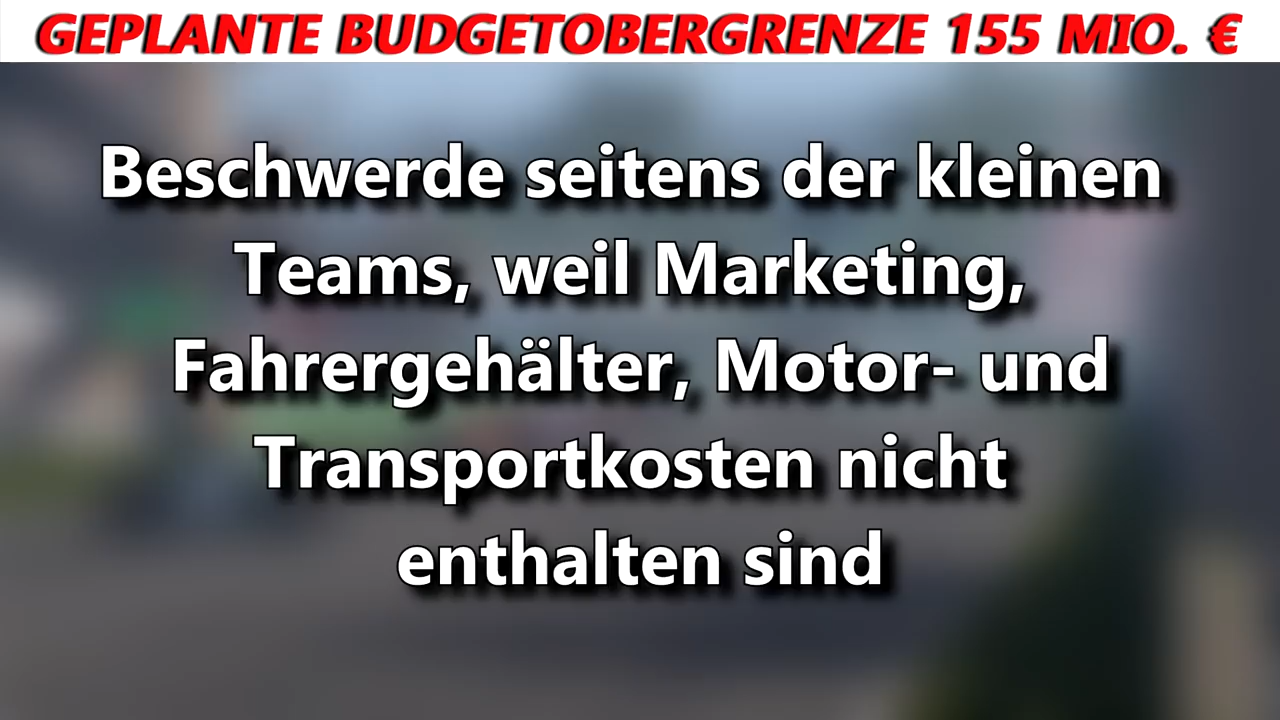 GEPLANTE BUDGETOBERGRENZE 155 MIO. €
Beschwerde seitens der kleinen
Teams, weil Marketing,
Fahrergehälter, Motor- und
Transportkosten nicht
enthalten sind